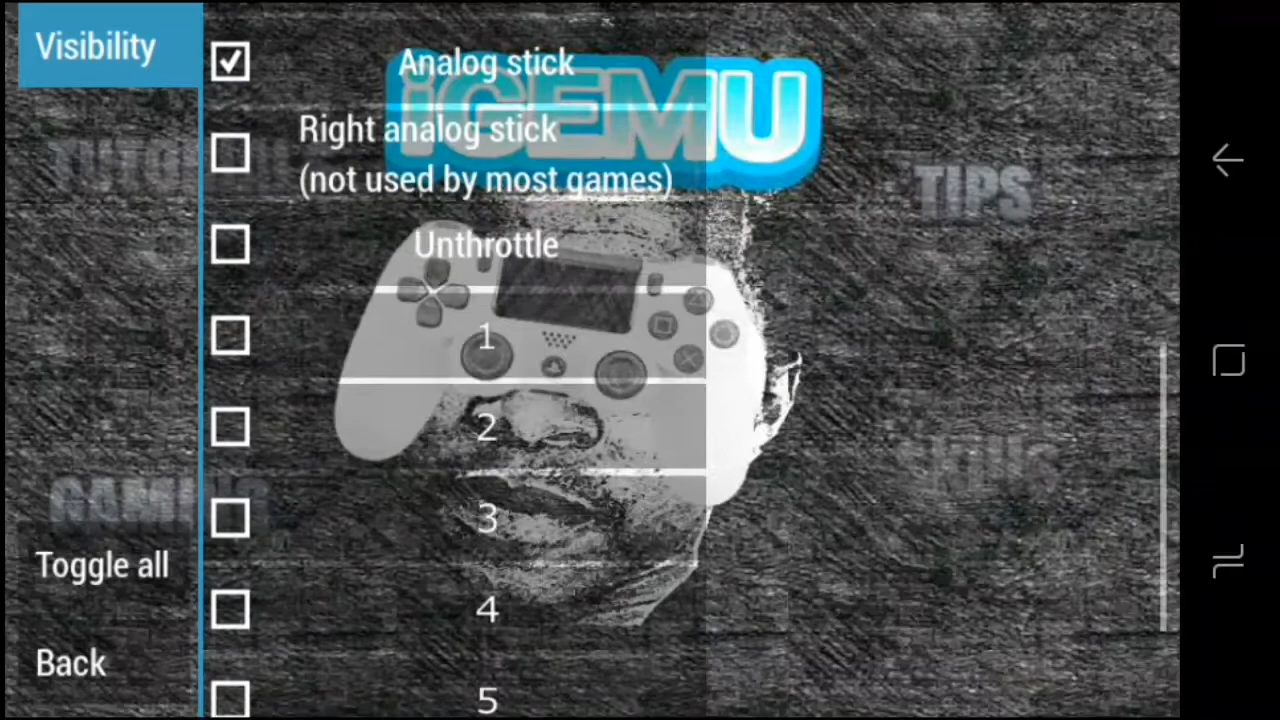 Visibility
Analog stick
iGEMU
Right analog stick
(not used by most games)
TIPS
Unthrottle
1
2
3
Toggle all
4
Back
5